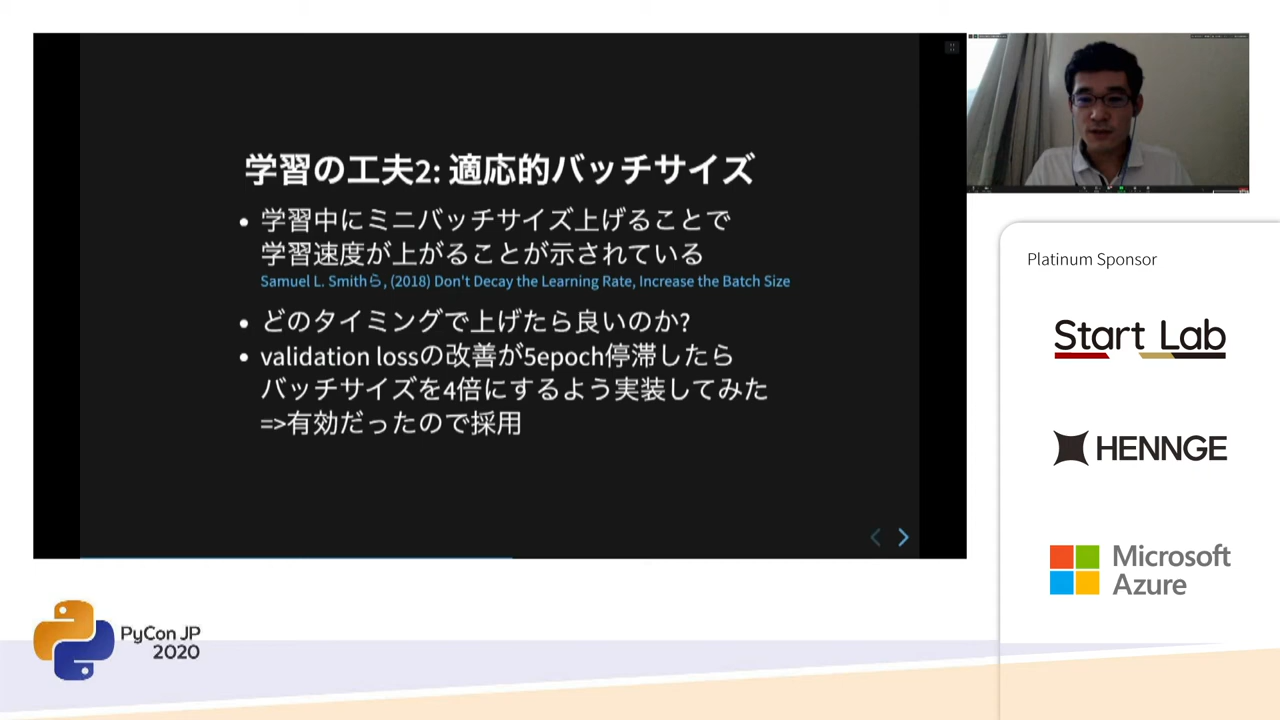 学習の工夫2: 適応的バッチサイズ
• 学習中にミニバッチサイズ上げることで
学習速度が上がることが示されている
Samuel L. Smithら, (2018) Don't Decay the Learning Rate, Increase the Batch Size
• どのタイミングで上げたら良いのか?
• validation lossの改善が5epoch停滞したら
バッチサイズを4倍にするよう実装してみた
=>有効だったので採用
Platinum Sponsor
Start Lab
HENNGE
Microsoft
Azure
PyCon JP
2020